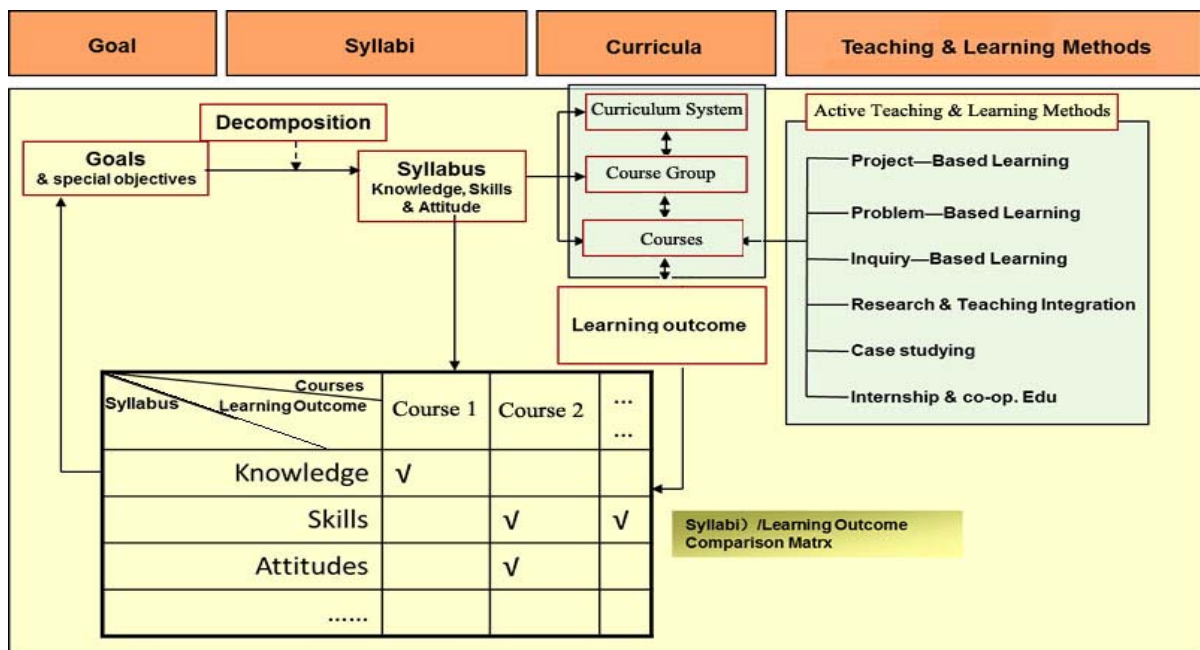 Goal
Syllabi
Curricula
Teaching & Learning Methods
Decomposition
Goals
& special objectives
Syllabus
Knowledge, Skills
& Attitude
Curriculum System
Course Group
Courses
Learning outcome
Active Teaching & Learning Methods
Project—Based Learning
Problem—Based Learning
Inquiry—Based Learning
Research & Teaching Integration
Case studying
Internship & co-op. Edu
Courses
Learning Outcome
Syllabus
Course 1
Course 2
...
...
Knowledge √
Skills √ √
Attitudes √
......
Syllabi）/Learning Outcome
Comparison Matrx